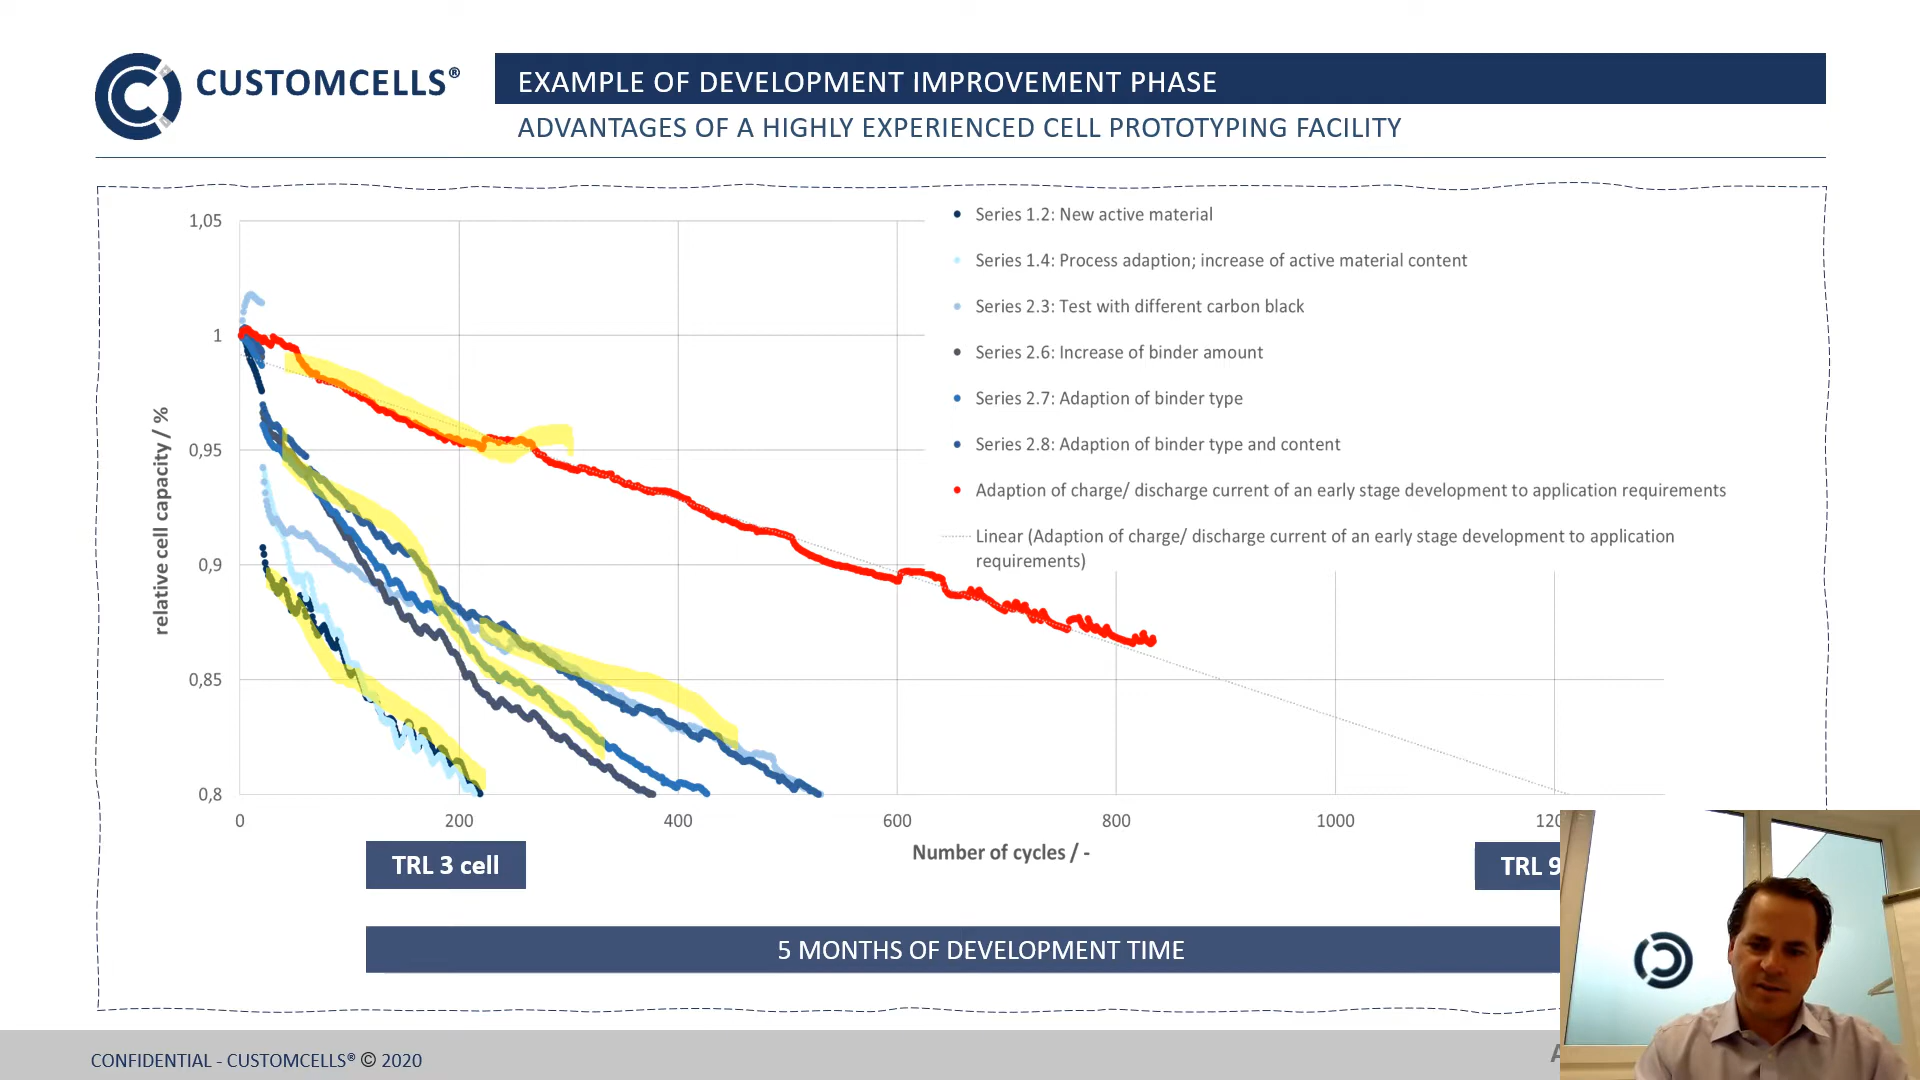 CUSTOMCELLS®
EXAMPLE OF DEVELOPMENT IMPROVEMENT PHASE
ADVANTAGES OF A HIGHLY EXPERIENCED CELL PROTOTYPING FACILITY
1,05
1
0,95
0,9
0,85
0,8
relative cell capacity / %
Series 1.2: New active material
Series 1.4: Process adaption; increase of active material content
Series 2.3: Test with different carbon black
Series 2.6: Increase of binder amount
Series 2.7: Adaption of binder type
Series 2.8: Adaption of binder type and content
Adaption of charge/ discharge current of an early stage development to application requirements
Linear (Adaption of charge/ discharge current of an early stage development to application
requirements)
0 200 400 600 800 1000
Number of cycles / -
TRL 3 cell
TRL 9
5 MONTHS OF DEVELOPMENT TIME
CONFIDENTIAL - CUSTOMCELLS® © 2020